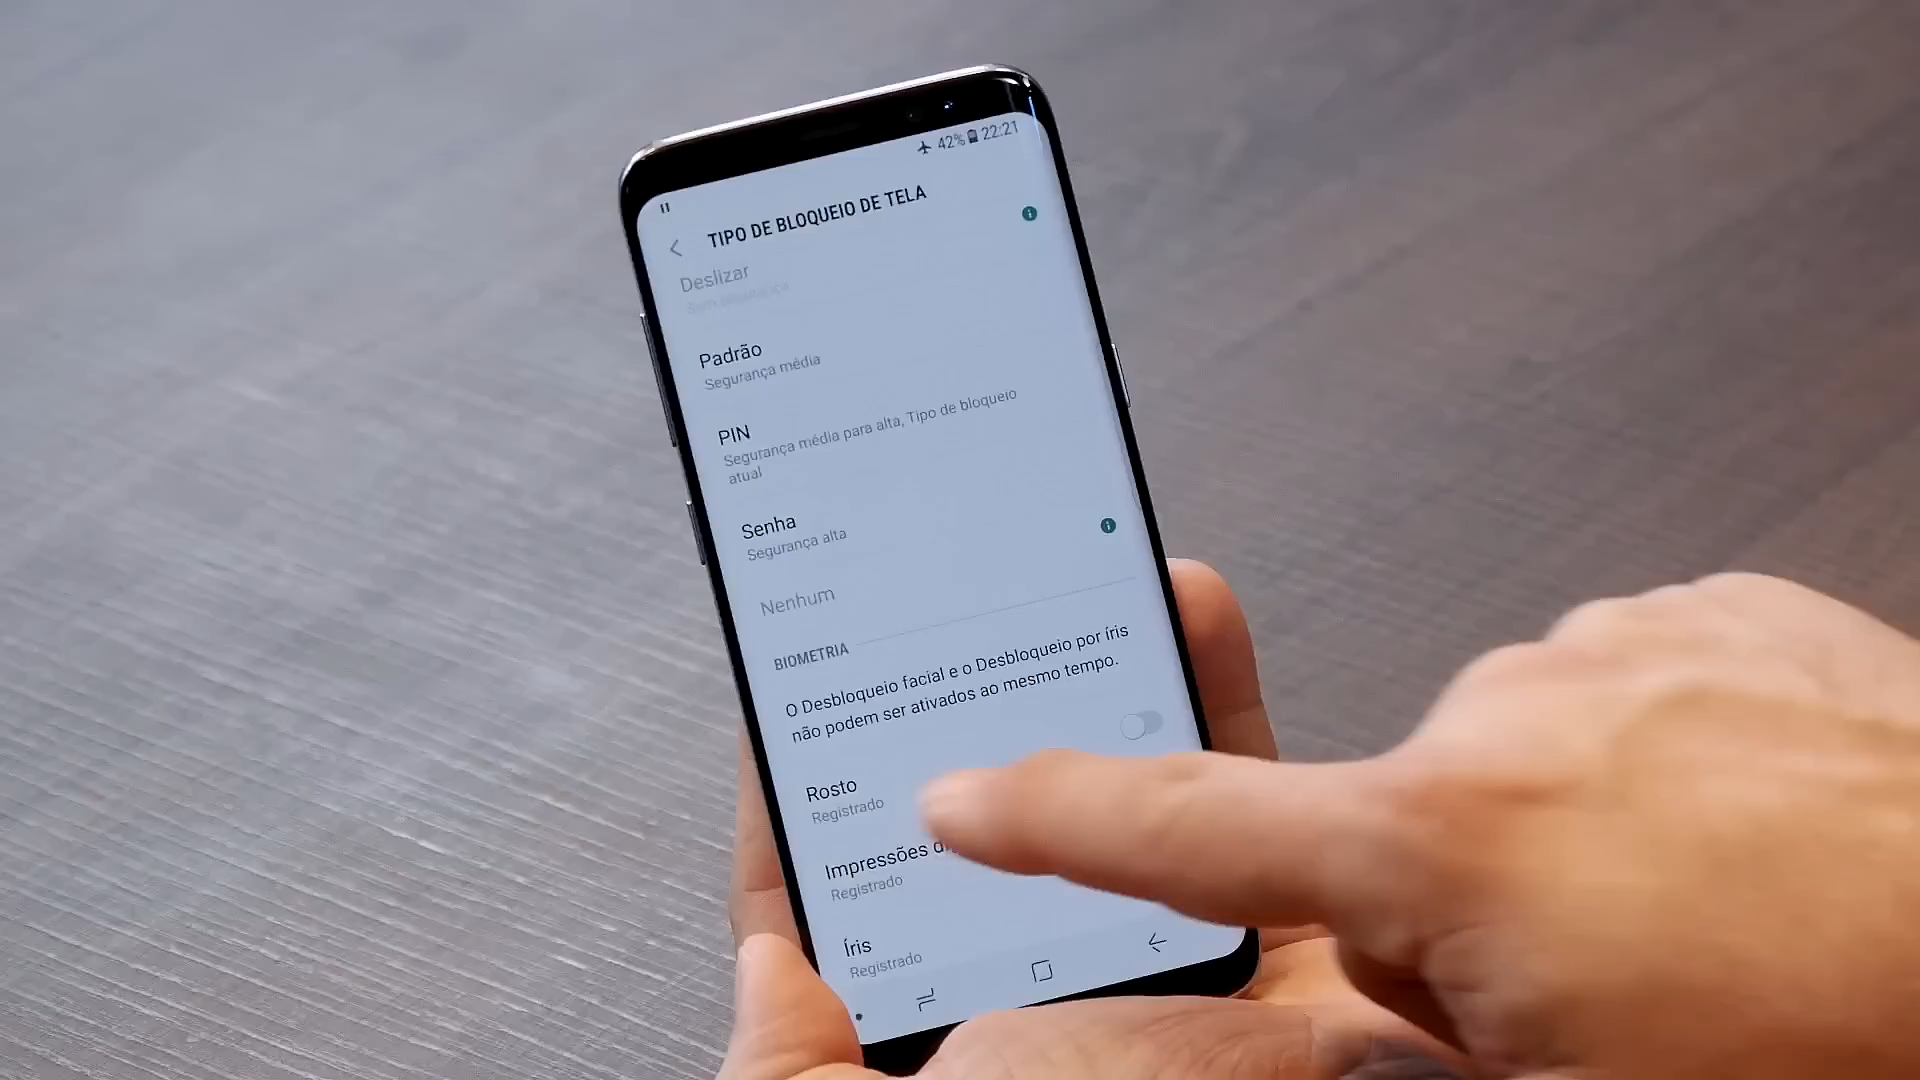 42% 22:21
TIPO DE BLOQUEIO DE TELA
Deslizar
Padrão
Segurança média
PIN
Segurança média para alta, Tipo de bloqueio
atual
Senha
Segurança alta
Nenhum
BIOMETRIA
O Desbloqueio facial e o Desbloqueio por íris
não podem ser ativados ao mesmo tempo.
Rosto
Registrado
Impressões
Registrado
Íris
Registrado